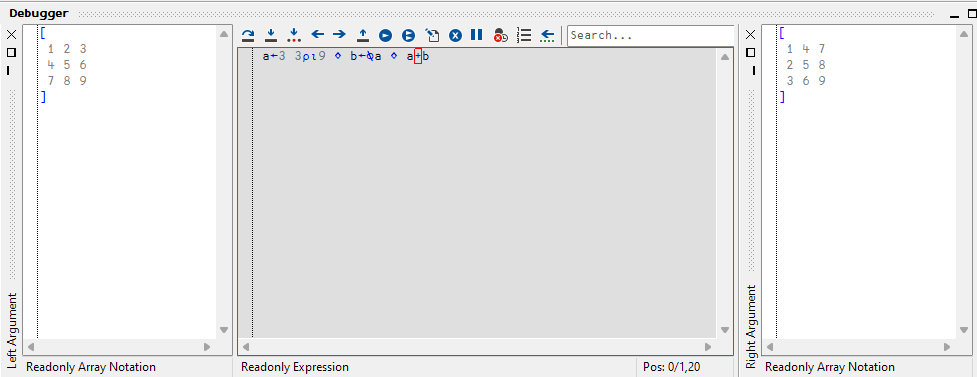 Debugger
[
1 2 3
4 5 6
7 8 9
]
Left Argument
Readonly Array Notation
Search...
a←3 3⍴⍳9 ⋄ b←⍉a ⋄ a+b
Readonly Expression
Pos: 0/1,20
[
1 4 7
2 5 8
3 6 9
]
Right Argument
Readonly Array Notation